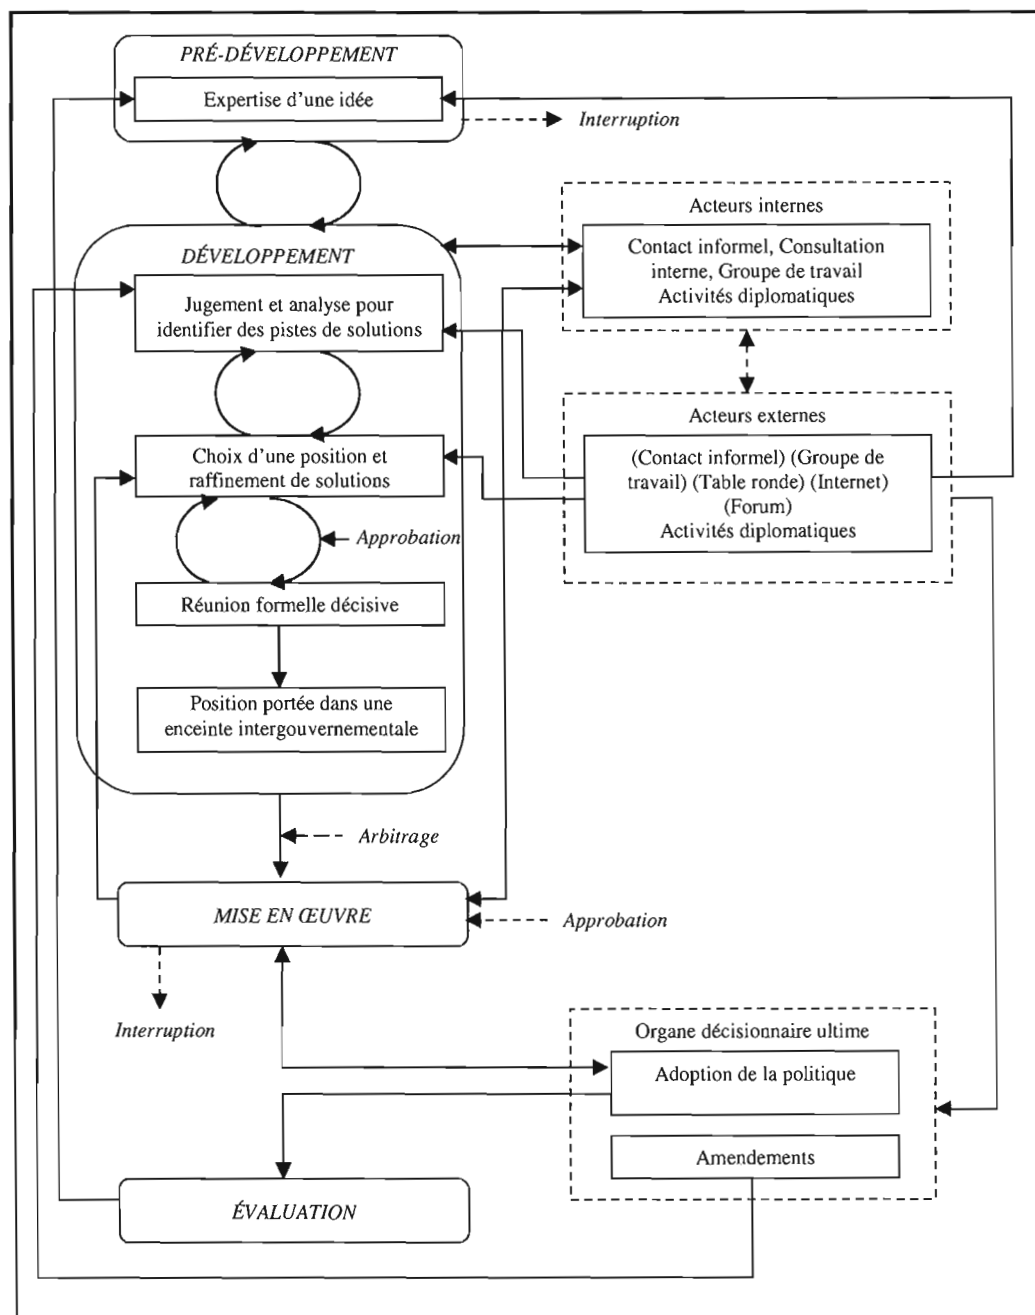 PRÉ-DÉVELOPPEMENT
Expertise d'une idée
Interruption
Acteurs internes
Contact informel, Consultation
interne, Groupe de travail
Activités diplomatiques
DÉVELOPPEMENT
Jugement et analyse pour
identifier des pistes de solutions
Acteurs externes
(Contact informel) (Groupe de
travail) (Table ronde) (Internet)
(Forum)
Activités diplomatiques
Choix d'une position et
raffinement de solutions
Approbation
Réunion formelle décisive
Position portée dans une
enceinte intergouvernementale
Arbitrage
MISE EN ŒUVRE
Approbation
Interruption
Organe décisionnaire ultime
Adoption de la politique
Amendements
ÉVALUATION